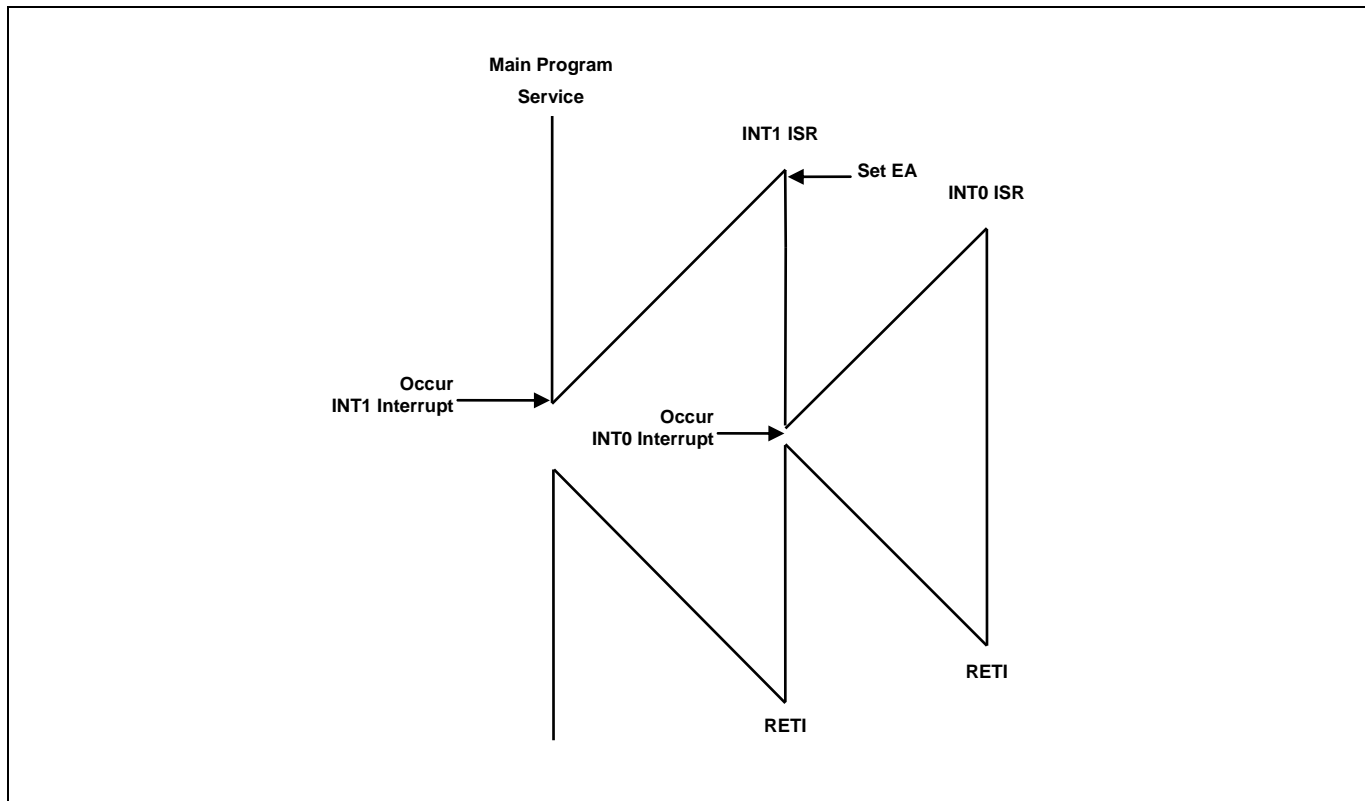 Main Program
Service
INT1 ISR
Set EA
INT0 ISR
Occur
INT1 Interrupt
Occur
INT0 Interrupt
RETI
RETI